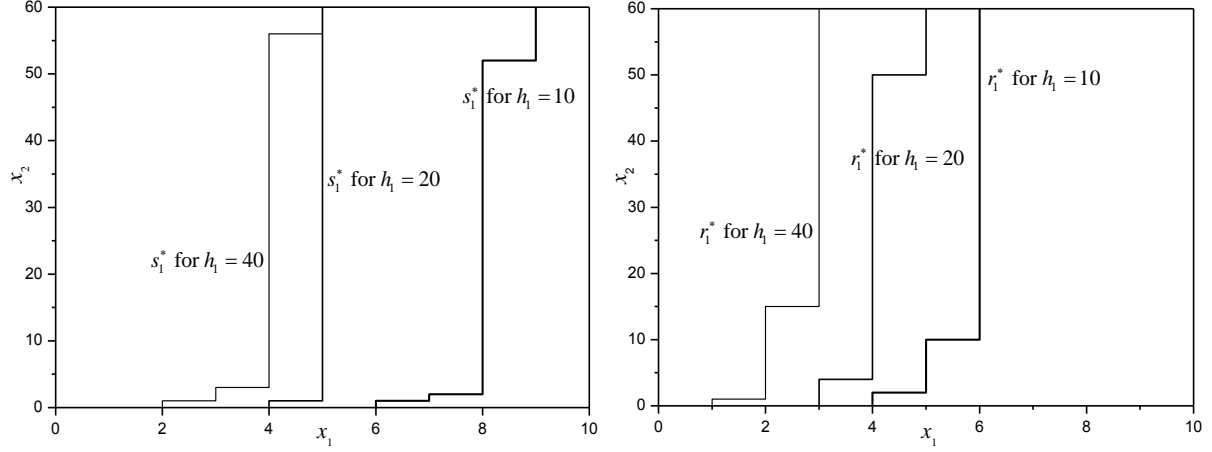 60
50
40
30
20
10
0
x₂
s₁* for h₁ = 10
s₁* for h₁ = 20
s₁* for h₁ = 40
0 2 4 6 8 10
x₁
60
50
40
30
20
10
0
x₂
r₁* for h₁ = 10
r₁* for h₁ = 20
r₁* for h₁ = 40
0 2 4 6 8 10
x₁